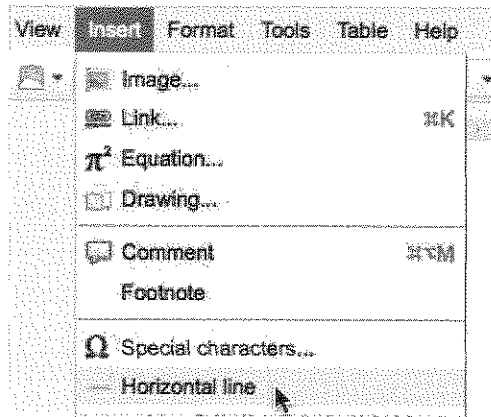 View Insert Format Tools Table Help
Image...
Link... ⌘K
π² Equation...
Drawing...
Comment ⌘⌥M
Footnote
Ω Special characters...
Horizontal line